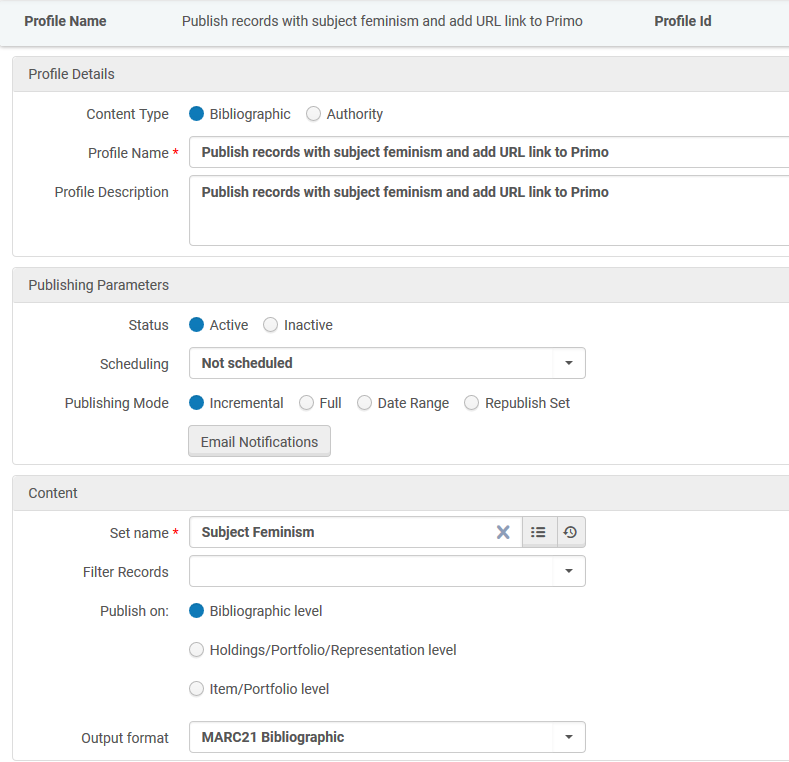 Profile Name Publish records with subject feminism and add URL link to Primo Profile Id
Profile Details
Content Type Bibliographic Authority
Profile Name * Publish records with subject feminism and add URL link to Primo
Profile Description Publish records with subject feminism and add URL link to Primo
Publishing Parameters
Status Active Inactive
Scheduling Not scheduled
Publishing Mode Incremental Full Date Range Republish Set
Email Notifications
Content
Set name * Subject Feminism
Filter Records
Publish on: Bibliographic level
Holdings/Portfolio/Representation level
Item/Portfolio level
Output format MARC21 Bibliographic